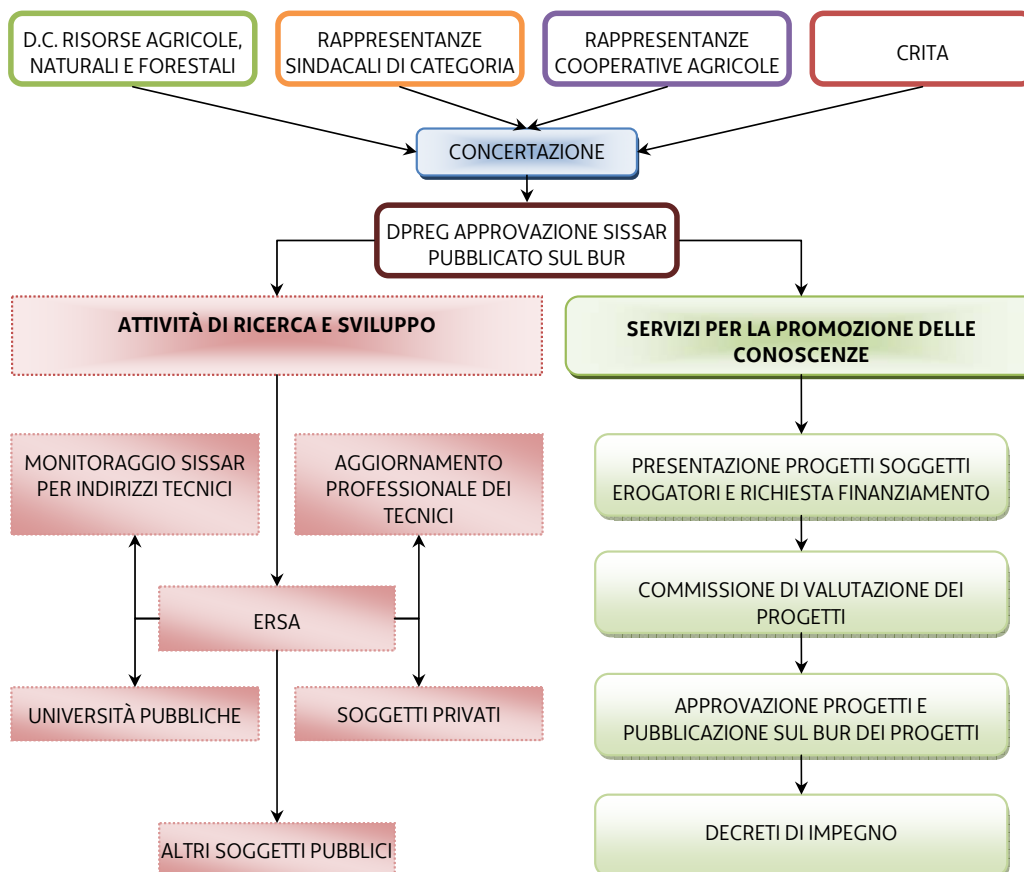 D.C. RISORSE AGRICOLE,
NATURALI E FORESTALI
RAPPRESENTANZE
SINDACALI DI CATEGORIA
RAPPRESENTANZE
COOPERATIVE AGRICOLE
CRITA
CONCERTAZIONE
DPREG APPROVAZIONE SISSAR
PUBBLICATO SUL BUR
ATTIVITÀ DI RICERCA E SVILUPPO
SERVIZI PER LA PROMOZIONE DELLE
CONOSCENZE
MONITORAGGIO SISSAR
PER INDIRIZZI TECNICI
AGGIORNAMENTO
PROFESSIONALE DEI
TECNICI
ERSA
UNIVERSITÀ PUBBLICHE
SOGGETTI PRIVATI
ALTRI SOGGETTI PUBBLICI
PRESENTAZIONE PROGETTI SOGGETTI
EROGATORI E RICHIESTA FINANZIAMENTO
COMMISSIONE DI VALUTAZIONE DEI
PROGETTI
APPROVAZIONE PROGETTI E
PUBBLICAZIONE SUL BUR DEI PROGETTI
DECRETI DI IMPEGNO